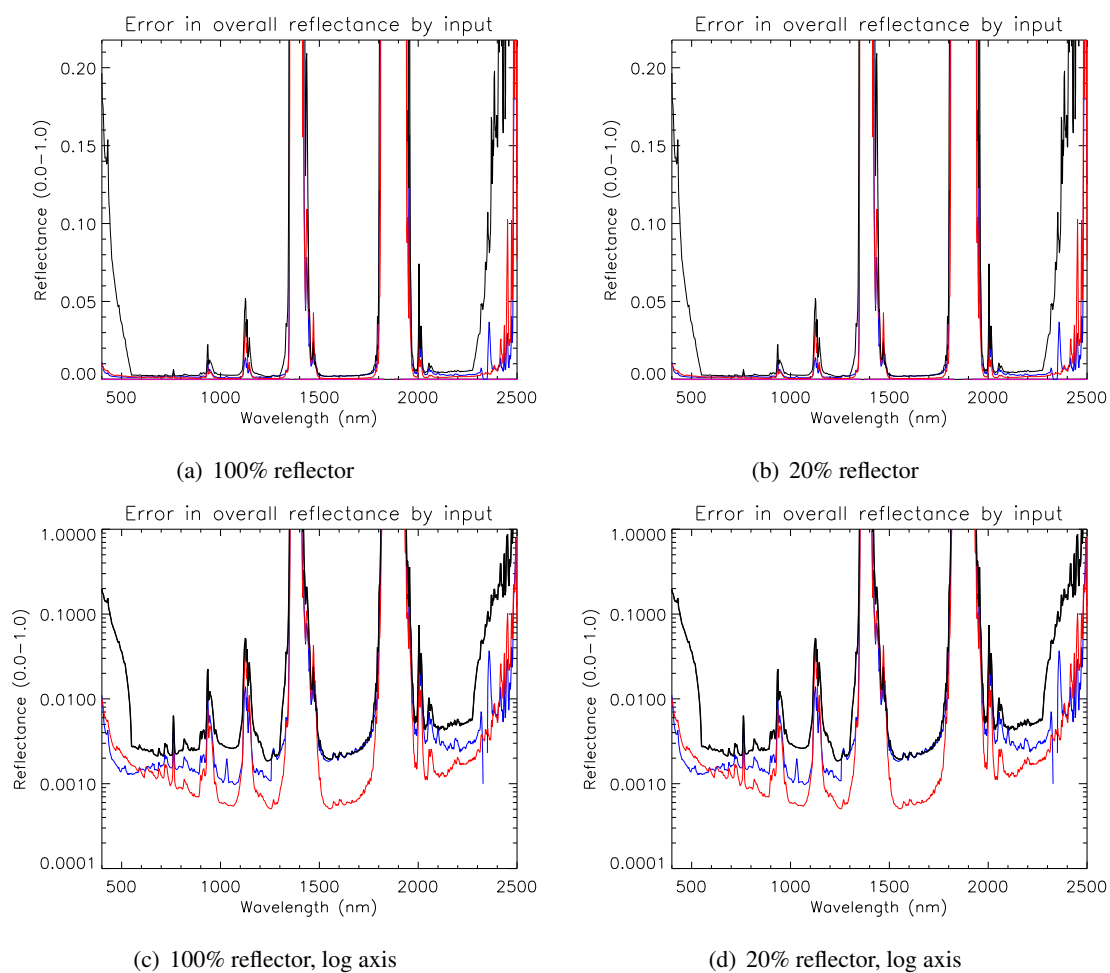 Error in overall reflectance by input
Reflectance (0.0−1.0)
0.20
0.15
0.10
0.05
0.00
500
1000
1500
2000
2500
Wavelength (nm)
(a) 100% reflector
Error in overall reflectance by input
Reflectance (0.0−1.0)
0.20
0.15
0.10
0.05
0.00
500
1000
1500
2000
2500
Wavelength (nm)
(b) 20% reflector
Error in overall reflectance by input
Reflectance (0.0−1.0)
1.0000
0.1000
0.0100
0.0010
0.0001
500
1000
1500
2000
2500
Wavelength (nm)
(c) 100% reflector, log axis
Error in overall reflectance by input
Reflectance (0.0−1.0)
1.0000
0.1000
0.0100
0.0010
0.0001
500
1000
1500
2000
2500
Wavelength (nm)
(d) 20% reflector, log axis